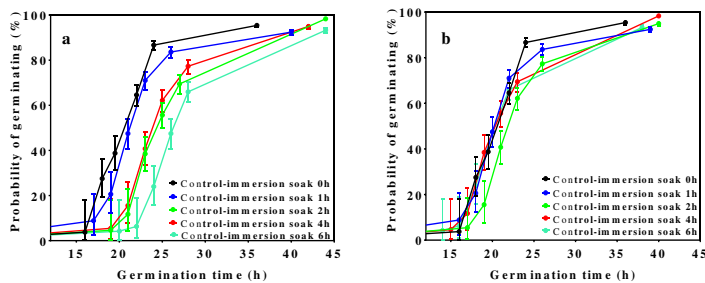 a
Probability of germinating (%)
100
80
60
40
20
0
Control-immersion soak 0h
Control-immersion soak 1h
Control-immersion soak 2h
Control-immersion soak 4h
Control-immersion soak 6h
15 20 25 30 35 40 45
Germination time (h)
b
Probability of germinating (%)
100
80
60
40
20
0
Control-immersion soak 0h
Control-immersion soak 1h
Control-immersion soak 2h
Control-immersion soak 4h
Control-immersion soak 6h
15 20 25 30 35 40 45
Germination time (h)